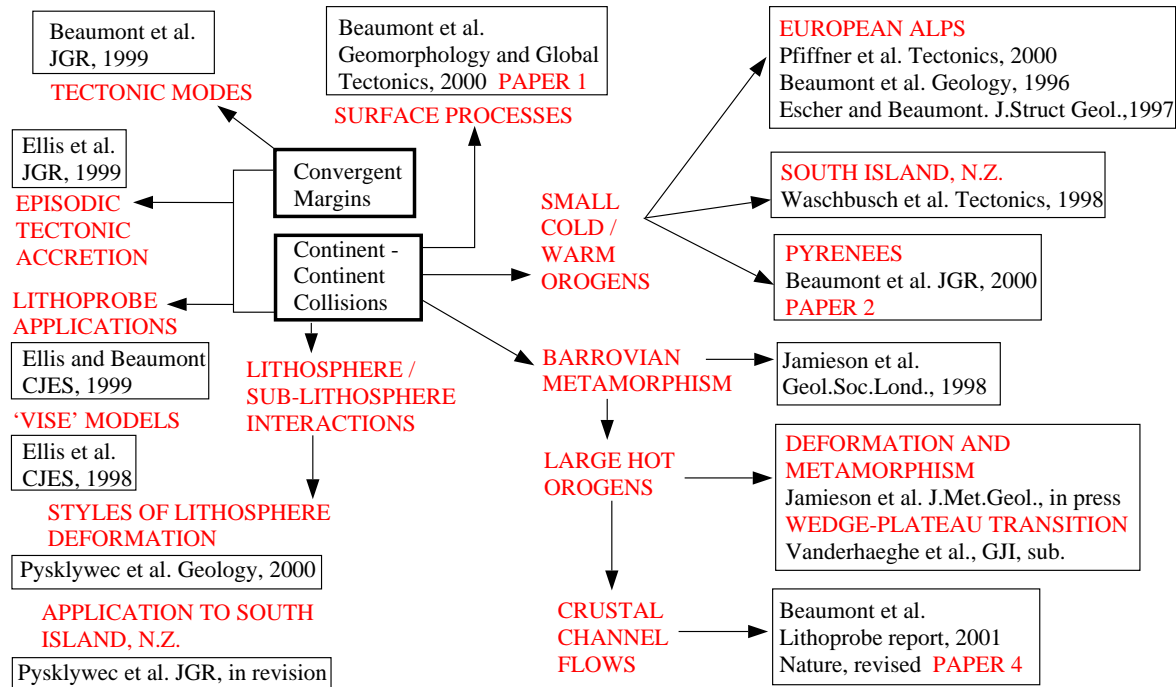 Beaumont et al.
JGR, 1999
TECTONIC MODES
Beaumont et al.
Geomorphology and Global
Tectonics, 2000 PAPER 1
SURFACE PROCESSES
Ellis et al.
JGR, 1999
EPISODIC
TECTONIC
ACCRETION
LITHOPROBE
APPLICATIONS
Ellis and Beaumont
CJES, 1999
‘VISE’ MODELS
Ellis et al.
CJES, 1998
Convergent
Margins
Continent -
Continent
Collisions
LITHOSPHERE /
SUB-LITHOSPHERE
INTERACTIONS
STYLES OF LITHOSPHERE
DEFORMATION
Pysklywec et al. Geology, 2000
APPLICATION TO SOUTH
ISLAND, N.Z.
Pysklywec et al. JGR, in revision
SMALL
COLD /
WARM
OROGENS
EUROPEAN ALPS
Pfiffner et al. Tectonics, 2000
Beaumont et al. Geology, 1996
Escher and Beaumont. J.Struct Geol.,1997
SOUTH ISLAND, N.Z.
Waschbusch et al. Tectonics, 1998
PYRENEES
Beaumont et al. JGR, 2000
PAPER 2
BARROVIAN
METAMORPHISM
Jamieson et al.
Geol.Soc.Lond., 1998
LARGE HOT
OROGENS
DEFORMATION AND
METAMORPHISM
Jamieson et al. J.Met.Geol., in press
WEDGE-PLATEAU TRANSITION
Vanderhaeghe et al., GJI, sub.
CRUSTAL
CHANNEL
FLOWS
Beaumont et al.
Lithoprobe report, 2001
Nature, revised PAPER 4